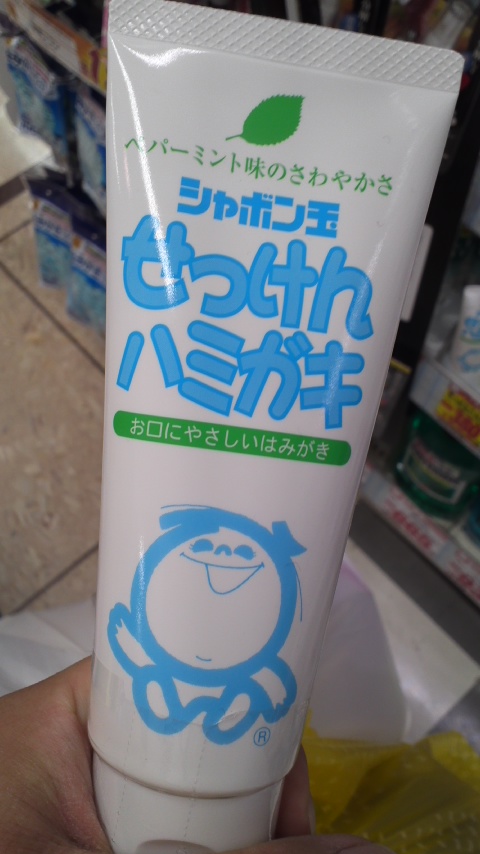 ペパーミント味のさわやかさ
シャボン玉
せっけん
ハミガキ
お口にやさしいはみがき
®